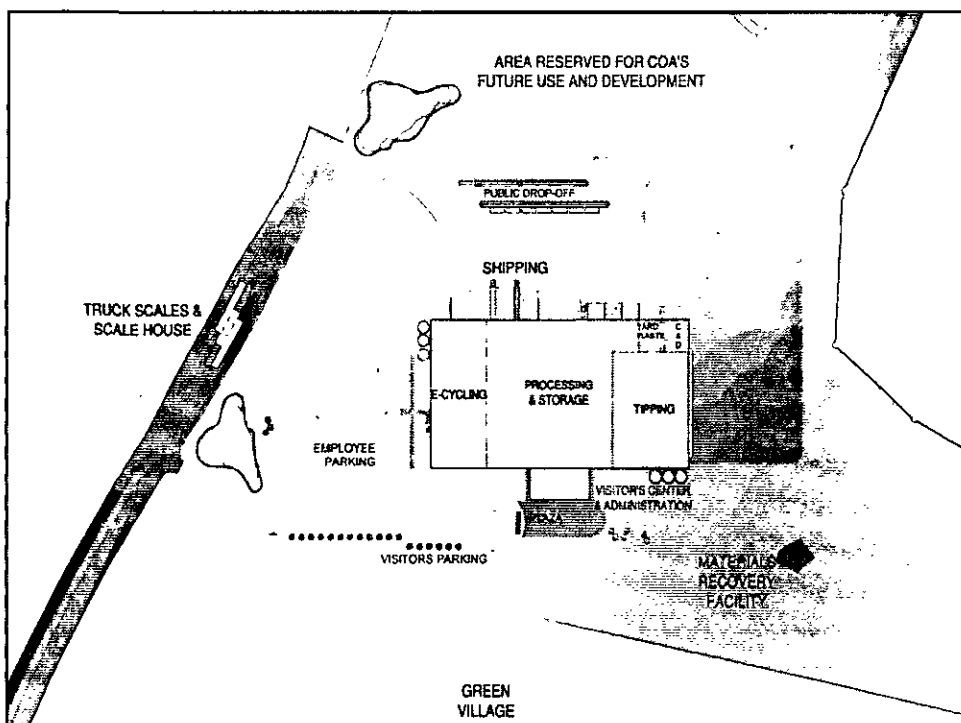 AREA RESERVED FOR COA'S
FUTURE USE AND DEVELOPMENT
PUBLIC DROP-OFF
SHIPPING
TRUCK SCALES &
SCALE HOUSE
YARD
WASTE
C & D
E-CYCLING
PROCESSING
& STORAGE
TIPPING
EMPLOYEE
PARKING
VISITOR'S CENTER
& ADMINISTRATION
PLAZA
VISITORS PARKING
MATERIALS
RECOVERY
FACILITY
GREEN
VILLAGE